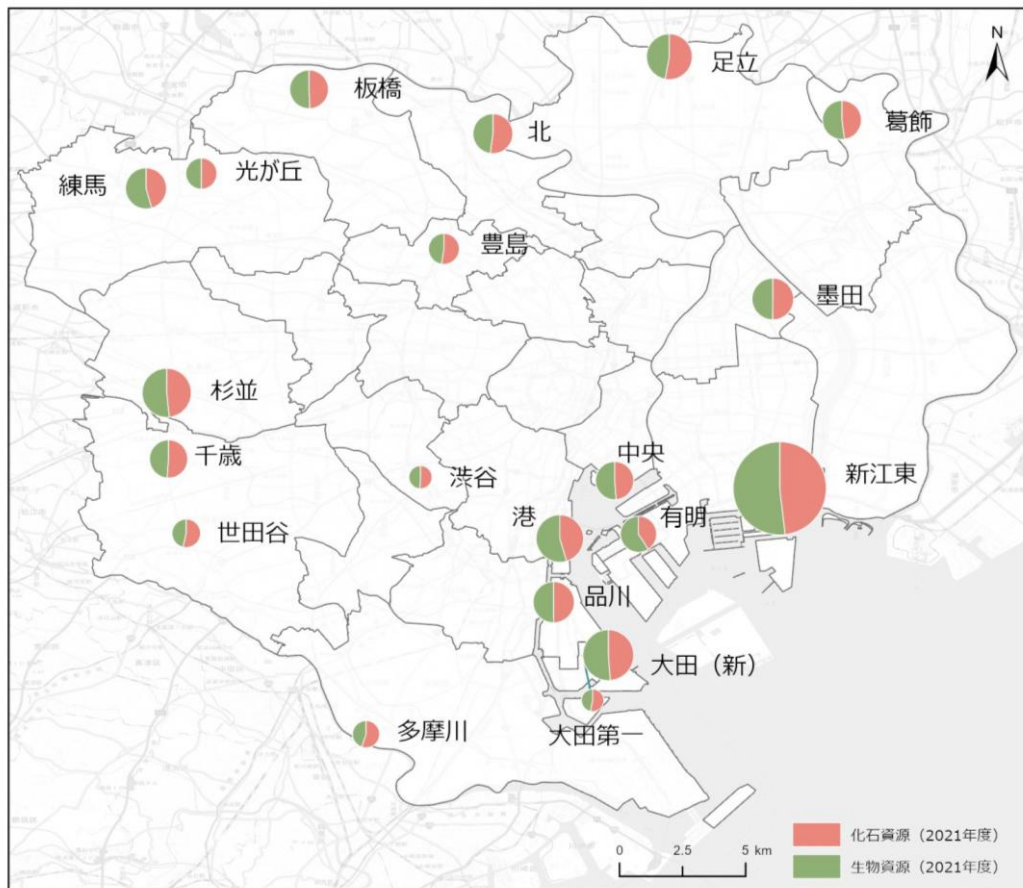 N
足立
板橋
葛飾
北
光が丘
練馬
豊島
墨田
杉並
千歳
中央
渋谷
新江東
港
有明
世田谷
品川
大田（新）
多摩川
大田第一
化石資源（2021年度）
0 2.5 5 km
生物資源（2021年度）